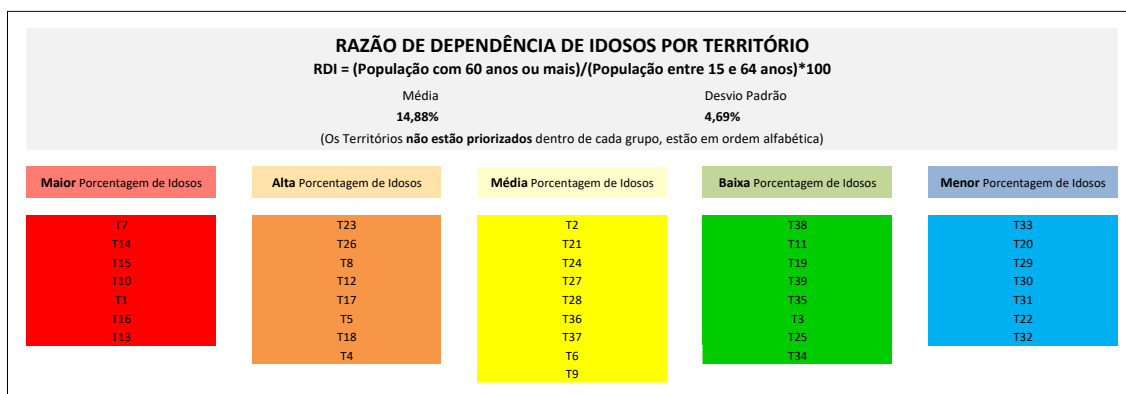 RAZÃO DE DEPENDÊNCIA DE IDOSOS POR TERRITÓRIO
RDI = (População com 60 anos ou mais)/(População entre 15 e 64 anos)*100
Média
Desvio Padrão
14,88%
4,69%
(Os Territórios não estão priorizados dentro de cada grupo, estão em ordem alfabética)
Maior Porcentagem de Idosos
T7
T14
T15
T10
T1
T16
T13
Alta Porcentagem de Idosos
T23
T26
T8
T12
T17
T5
T18
T4
Média Porcentagem de Idosos
T2
T21
T24
T27
T28
T36
T37
T6
T9
Baixa Porcentagem de Idosos
T38
T11
T19
T39
T35
T3
T25
T34
Menor Porcentagem de Idosos
T33
T20
T29
T30
T31
T22
T32